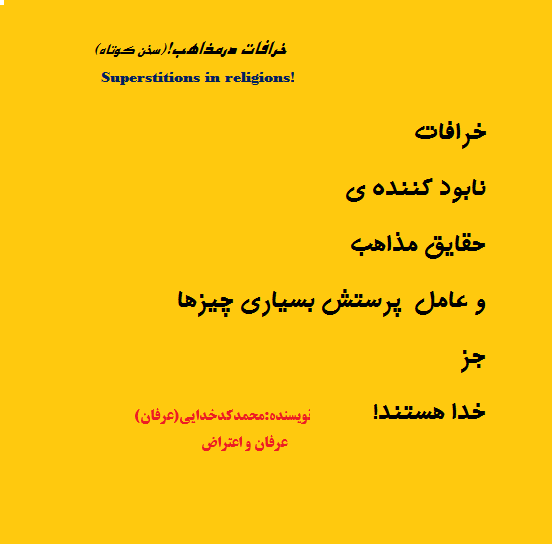 خرافات درمذاهب!(سخن کوتاه)
Superstitions in religions!
خرافات
نابود کننده ی
حقایق مذاهب
و عامل پرستش بسیاری چیزها
جز
خدا هستند!
نویسنده:محمدکدخدایی(عرفان)
عرفان و اعتراض